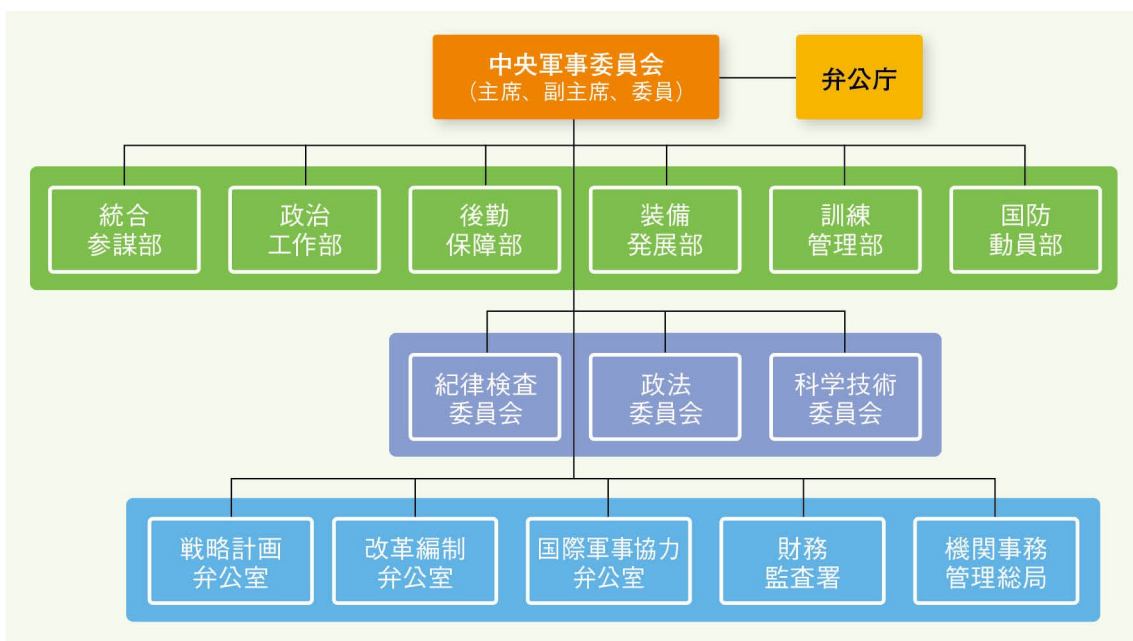 中央軍事委員会
（主席、副主席、委員）
弁公庁
統合
参謀部
政治
工作部
後勤
保障部
装備
発展部
訓練
管理部
国防
動員部
紀律検査
委員会
政法
委員会
科学技術
委員会
戦略計画
弁公室
改革編制
弁公室
国際軍事協力
弁公室
財務
監査署
機関事務
管理総局